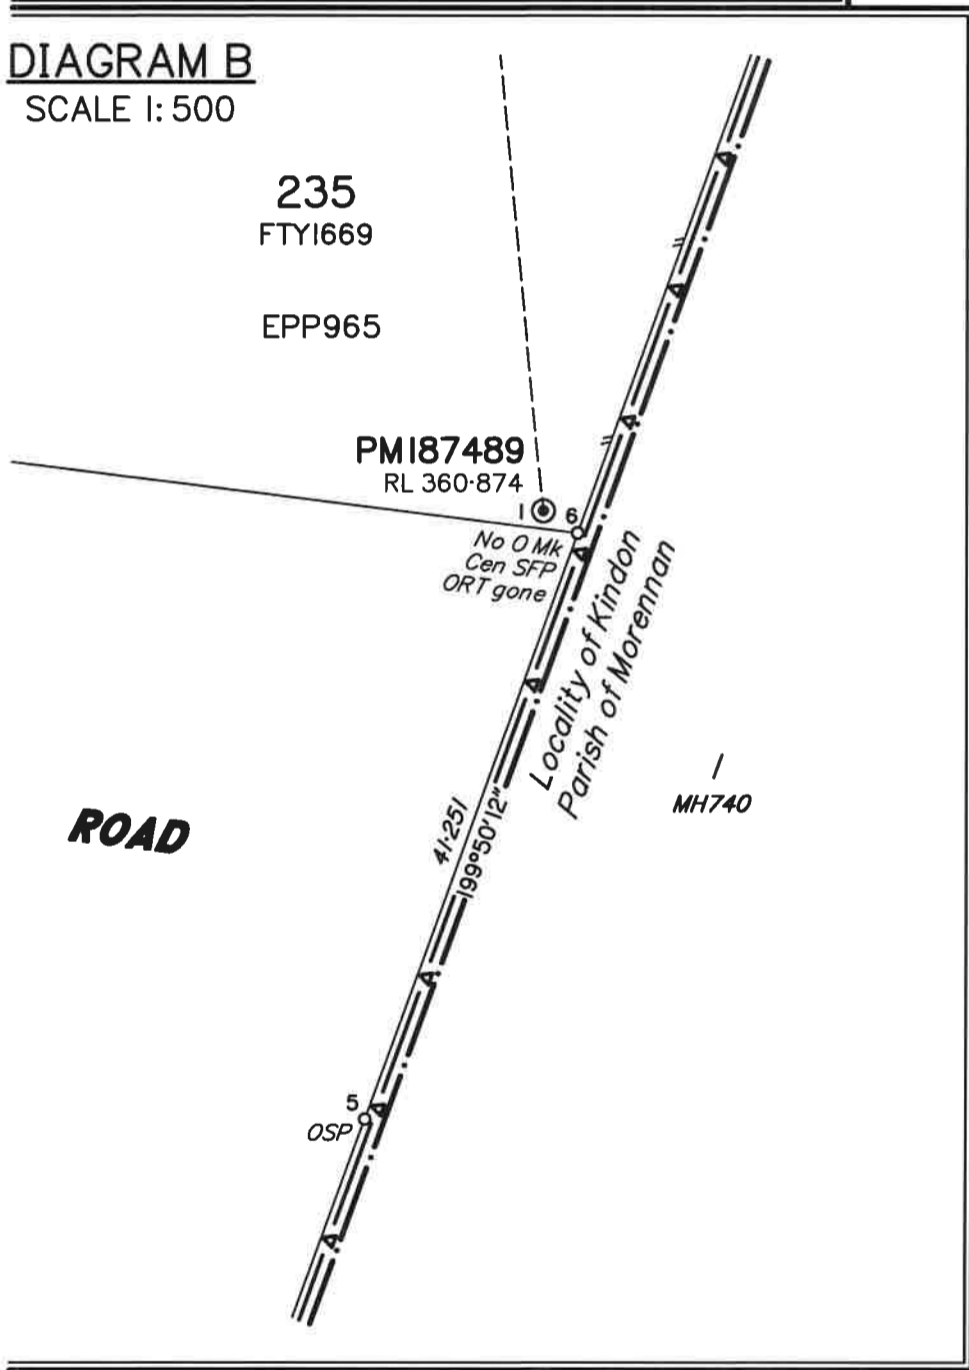 DIAGRAM B
SCALE 1:500
235
FTY1669
EPP965
PM187489
RL 360·874
1
6
No O Mk
Cen SFP
ORT gone
Locality of Kindon
Parish of Morennan
MH740
ROAD
41·251
199°50'12"
5
OSP